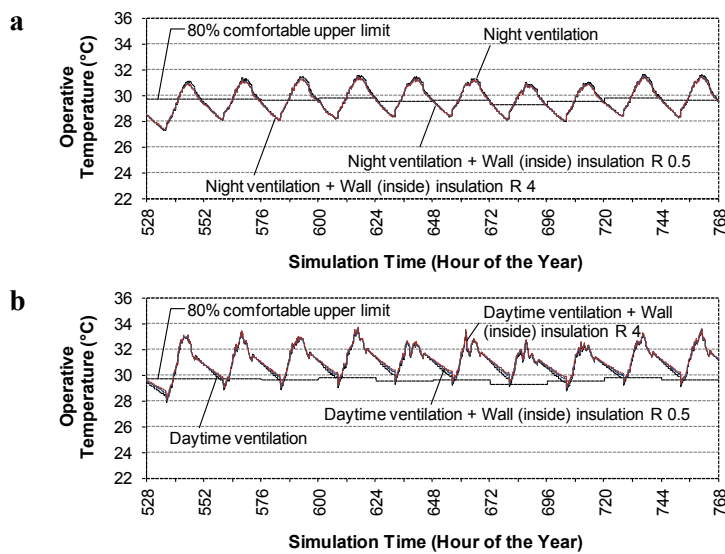 a
36
34
32
30
28
26
24
22
Operative
Temperature (°C)
80% comfortable upper limit
Night ventilation
Night ventilation + Wall (inside) insulation R 0.5
Night ventilation + Wall (inside) insulation R 4
528
552
576
600
624
648
672
696
720
744
768
Simulation Time (Hour of the Year)
b
36
34
32
30
28
26
24
22
Operative
Temperature (°C)
80% comfortable upper limit
Daytime ventilation + Wall
(inside) insulation R 4
Daytime ventilation + Wall (inside) insulation R 0.5
Daytime ventilation
528
552
576
600
624
648
672
696
720
744
768
Simulation Time (Hour of the Year)